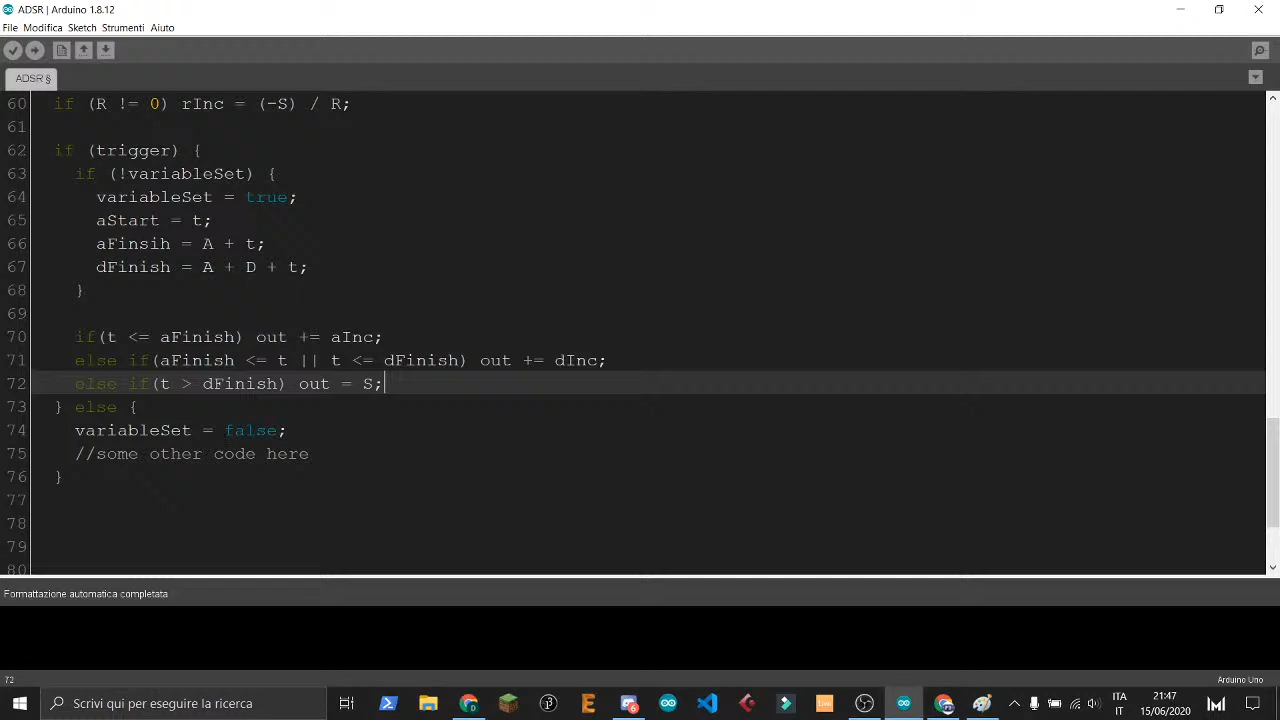 ADSR | Arduino 1.8.12
File Modifica Sketch Strumenti Aiuto
ADSR §
60 if (R != 0) rInc = (-S) / R;
61
62 if (trigger) {
63 if (!variableSet) {
64 variableSet = true;
65 aStart = t;
66 aFinsih = A + t;
67 dFinish = A + D + t;
68 }
69
70 if(t <= aFinish) out += aInc;
71 else if(aFinish <= t || t <= dFinish) out += dInc;
72 else if(t > dFinish) out = S;
73 } else {
74 variableSet = false;
75 //some other code here
76 }
77
78
79
80
Formattazione automatica completata
72 Arduino Uno
Scrivi qui per eseguire la ricerca
ITA 21:47
IT 15/06/2020